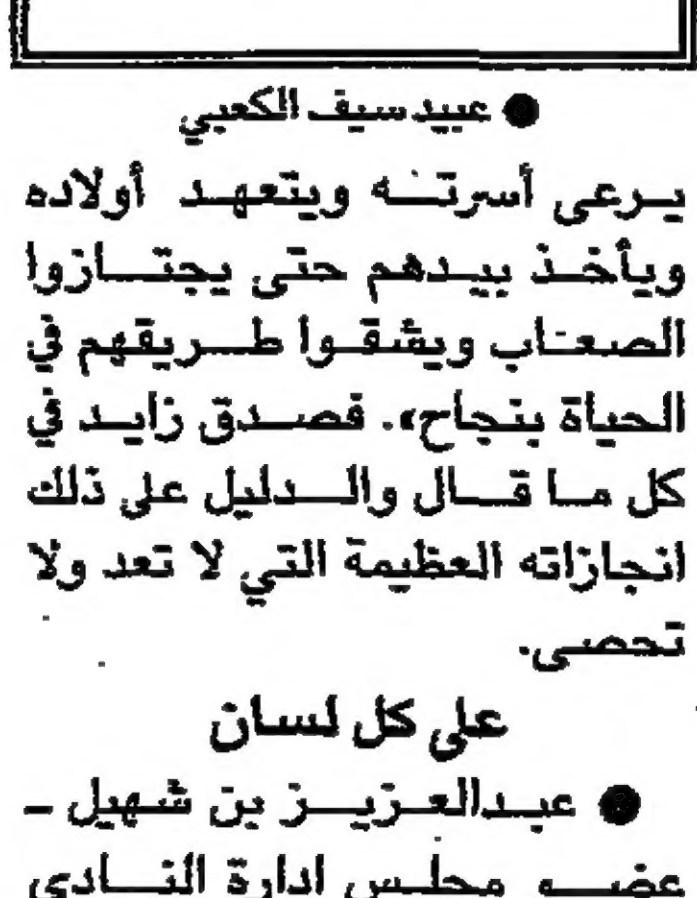 ● عبيد سيف الكعبي
يرعى أسرته ويتعهد أولاده
ويأخذ بيدهم حتى يجتازوا
الصعاب ويشقوا طريقهم في
الحياة بنجاح». فصدق زايد في
كل ما قال والدليل على ذلك
انجازاته العظيمة التي لا تعد ولا
تحصى.
على كل لسان
● عبدالعزيز بن شهيل ـ
عضو مجلس ادارة النادي